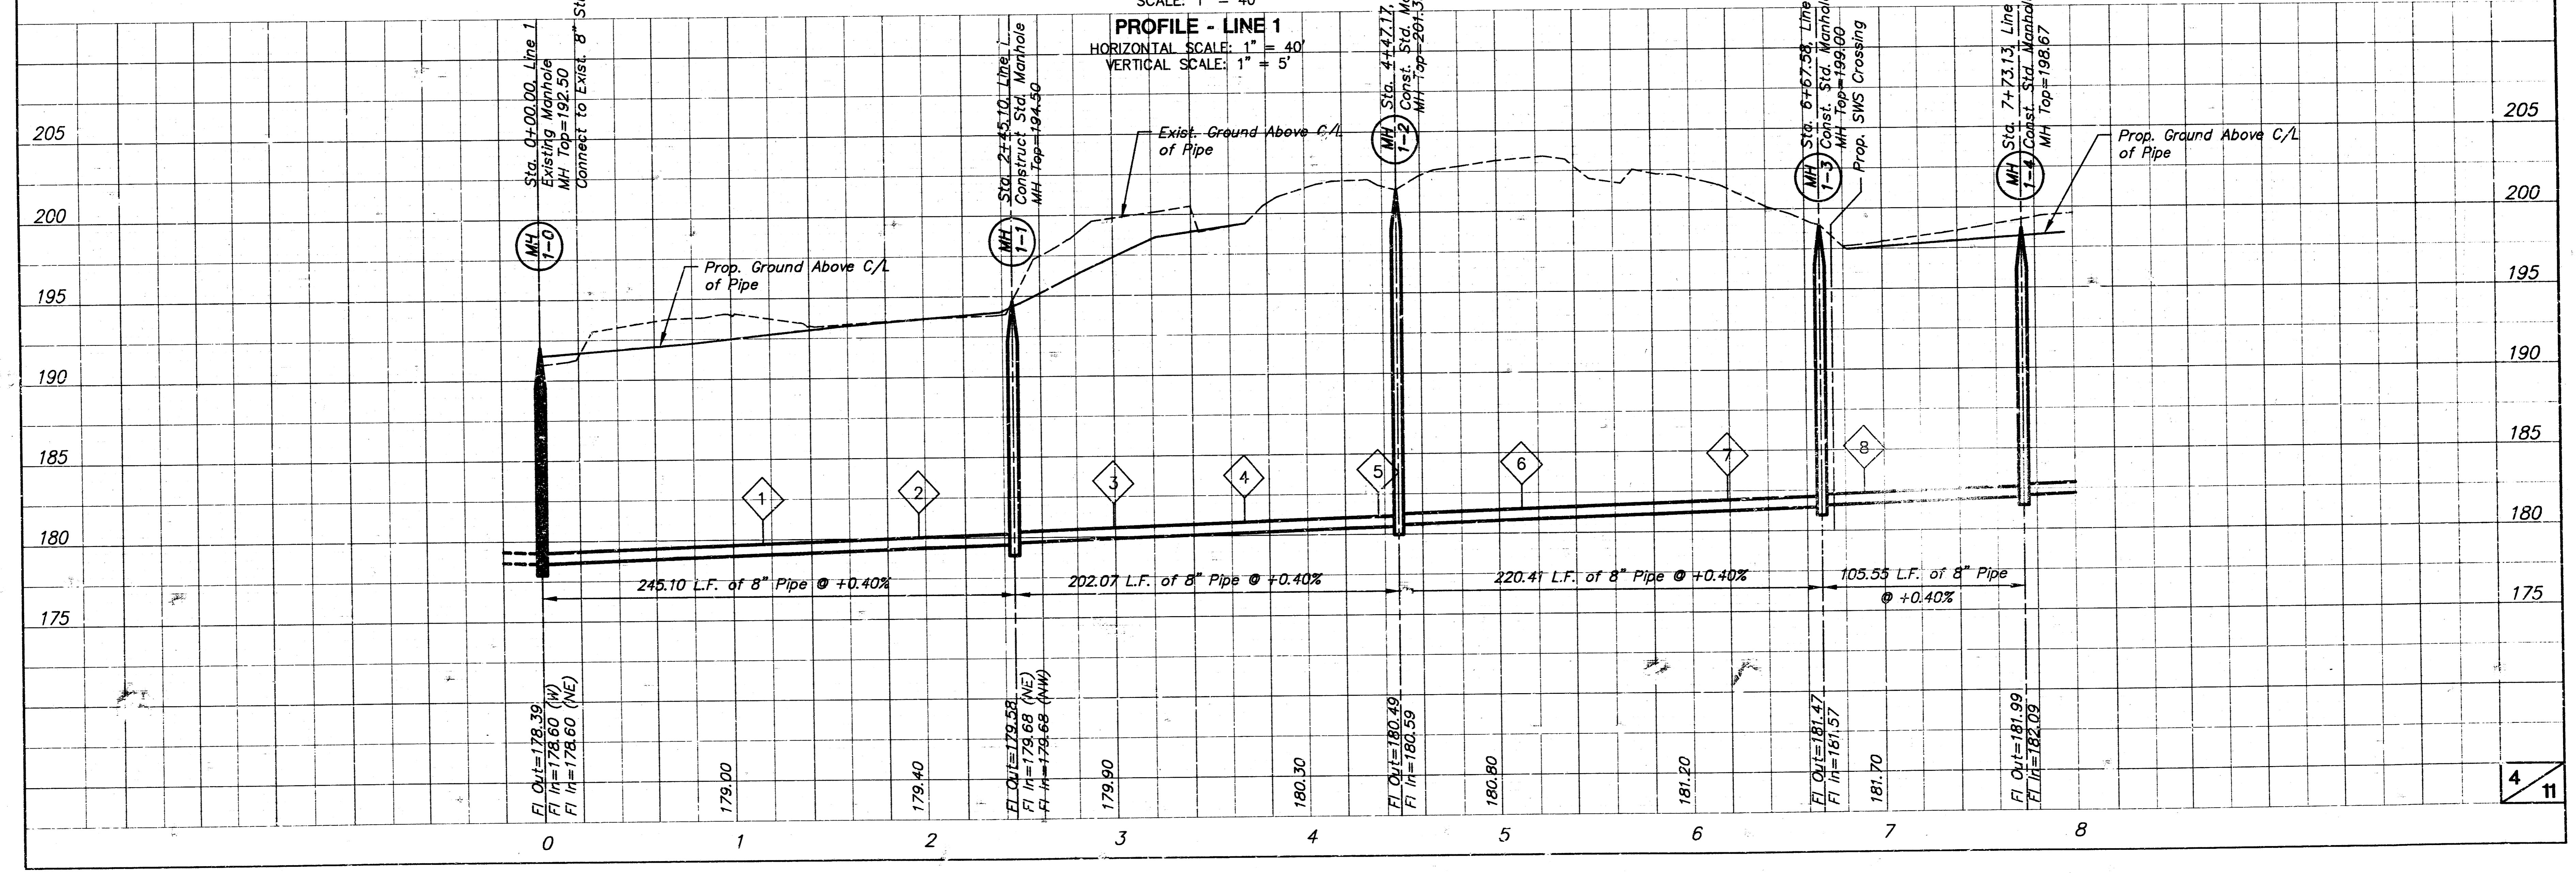 SCALE: 1" = 40'
PROFILE - LINE 1
HORIZONTAL SCALE: 1" = 40'
VERTICAL SCALE: 1" = 5'
Sta. 0+00.00, Line 1
Existing Manhole
MH Top=192.50
Connect to Exist. 8"
MH 1-0
Sta. 2+45.10, Line 1
Construct Std. Manhole
MH Top=194.50
MH 1-1
Sta. 4+47.17,
Const. Std.
MH Top=201.3
MH 1-2
Sta. 6+67.58, Line
Const. Std. Manhole
MH Top=199.00
Prop. SWS Crossing
MH 1-3
Sta. 7+73.13, Line
Const. Std. Manhole
MH Top=198.67
MH 1-4
Exist. Ground Above C/L
of Pipe
Prop. Ground Above C/L
of Pipe
Prop. Ground Above C/L
of Pipe
205 205
200 200
195 195
190 190
185 185
180 180
175 175
1 2 3 4 5 6 7 8
245.10 L.F. of 8" Pipe @ +0.40%
202.07 L.F. of 8" Pipe @ +0.40%
220.41 L.F. of 8" Pipe @ +0.40%
105.55 L.F. of 8" Pipe
@ +0.40%
Fl Out=178.39
Fl In=178.60 (W)
Fl In=178.60 (NE)
179.00
179.40
Fl Out=179.58
Fl In=179.68 (NE)
Fl In=179.68 (NW)
179.90
180.30
Fl Out=180.49
Fl In=180.59
180.80
181.20
Fl Out=181.47
Fl In=181.57
181.70
Fl Out=181.99
Fl In=182.09
0 1 2 3 4 5 6 7 8
4/11